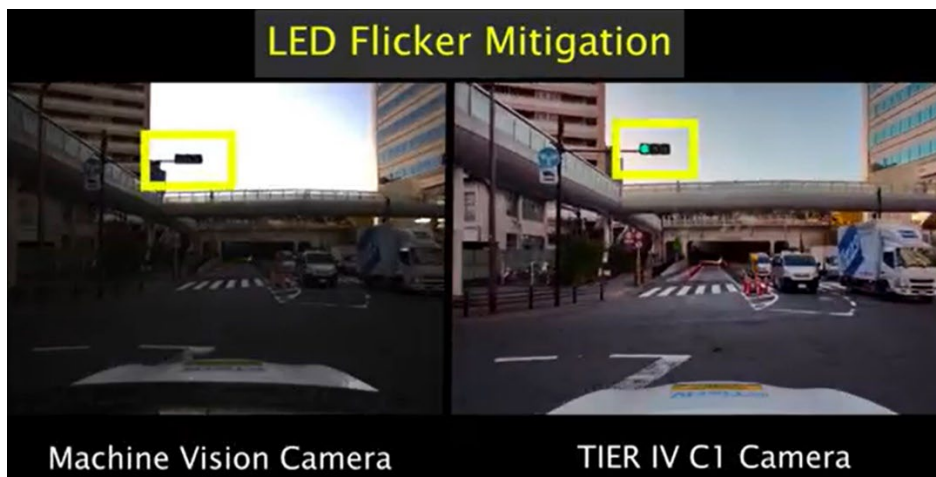 LED Flicker Mitigation
Machine Vision Camera
TIER IV C1 Camera